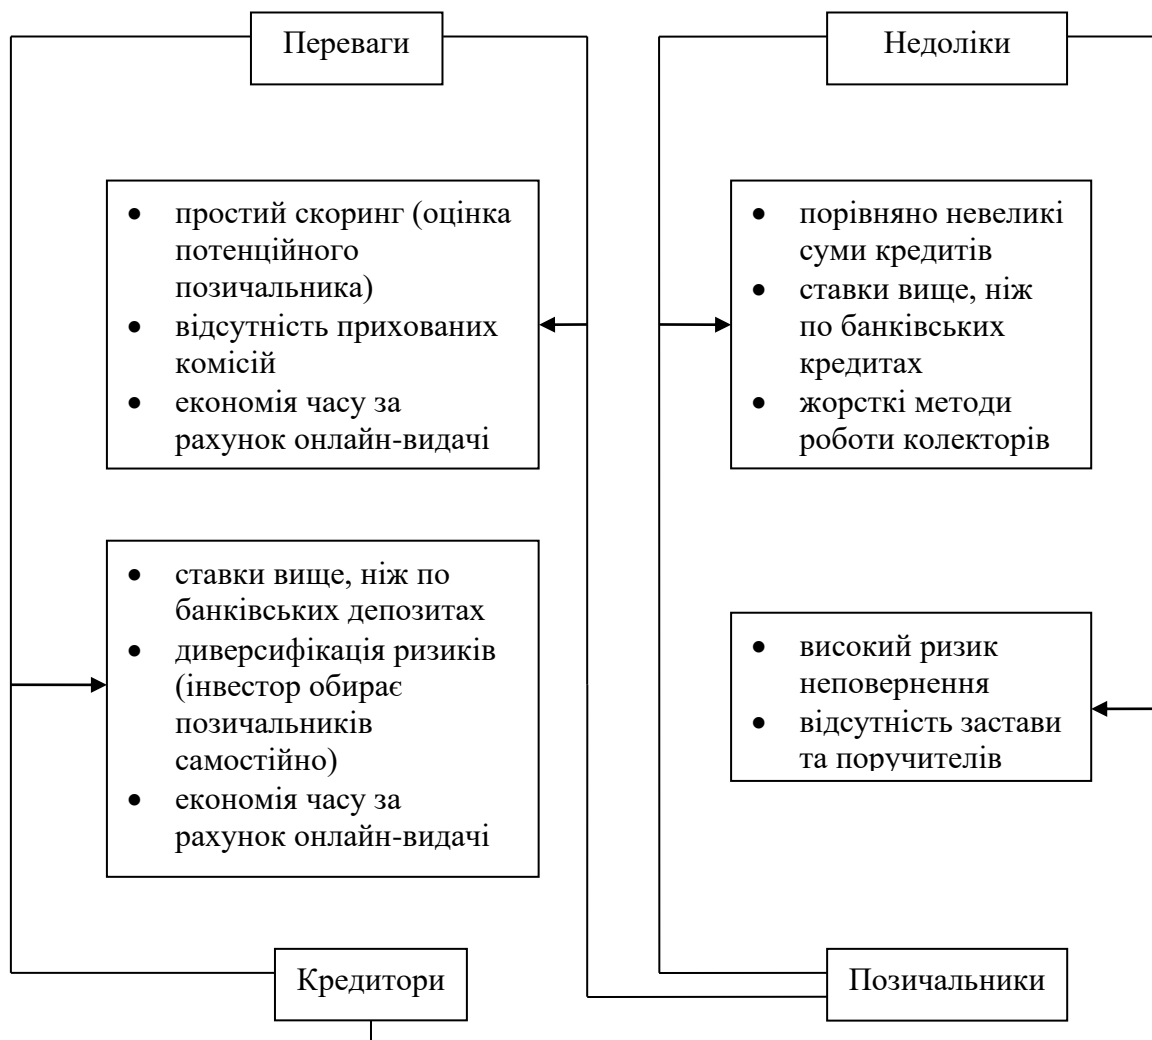 Переваги
Недоліки
• простий скоринг (оцінка
потенційного
позичальника)
• відсутність прихованих
комісій
• економія часу за
рахунок онлайн-видачі
• порівняно невеликі
суми кредитів
• ставки вище, ніж
по банківських
кредитах
• жорсткі методи
роботи колекторів
• ставки вище, ніж по
банківських депозитах
• диверсифікація ризиків
(інвестор обирає
позичальників
самостійно)
• економія часу за
рахунок онлайн-видачі
• високий ризик
неповернення
• відсутність застави
та поручителів
Кредитори
Позичальники